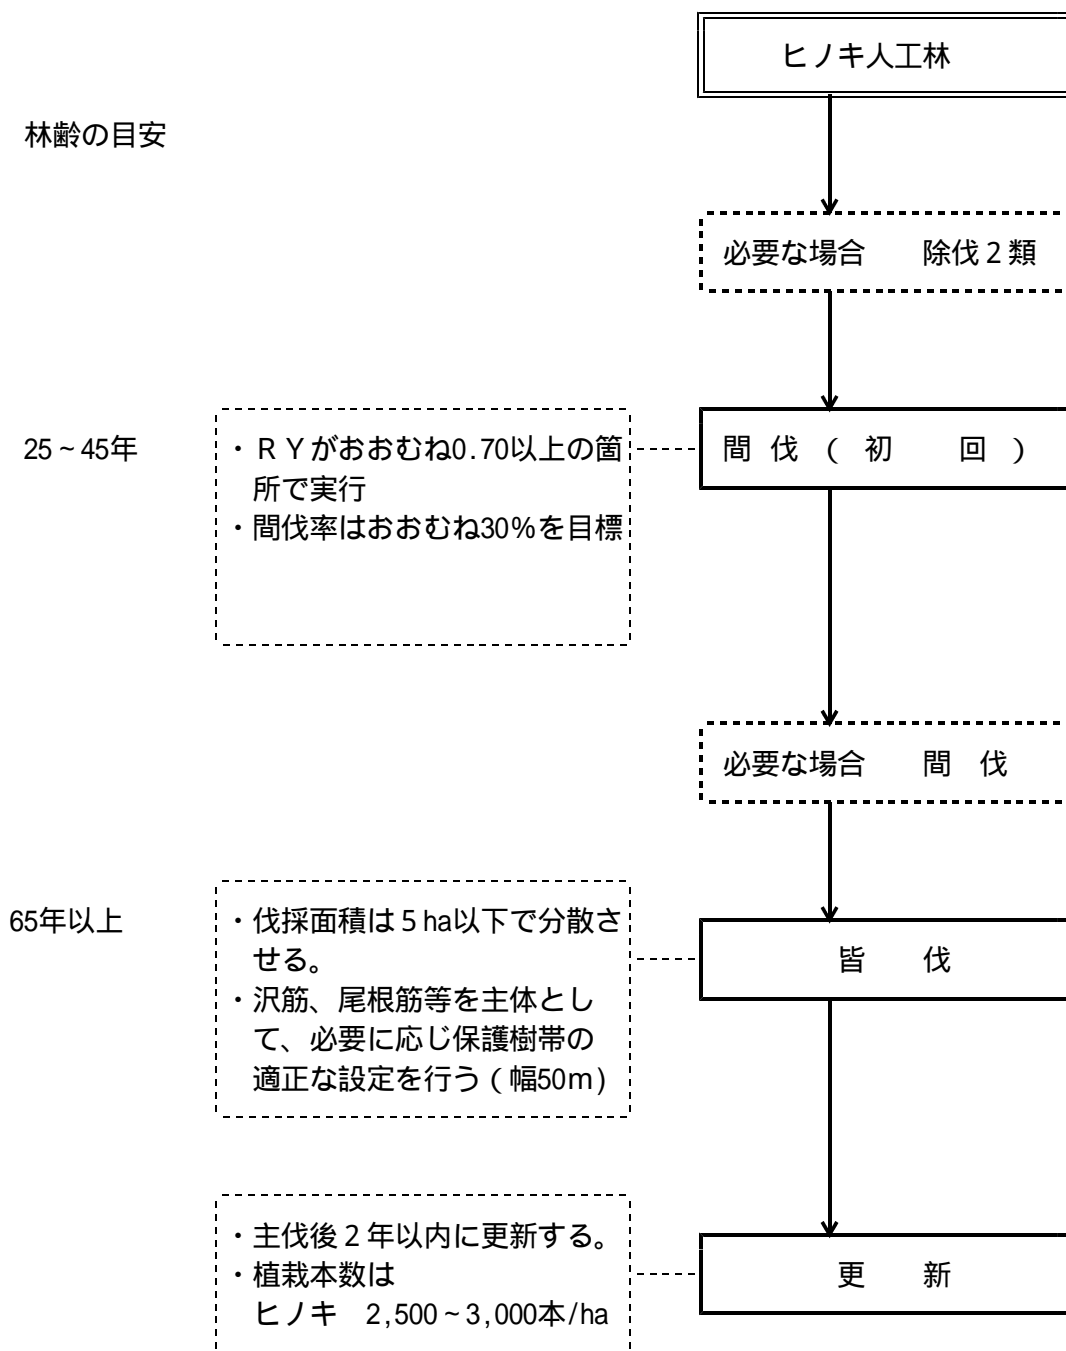 ヒノキ人工林
林齢の目安
必要な場合　　除伐２類
25～45年
・ＲＹがおおむね0.70以上の箇
所で実行
・間伐率はおおむね30％を目標
間 伐 （ 初　　回 ）
必要な場合　　間　伐
65年以上
・伐採面積は５ha以下で分散さ
せる。
・沢筋、尾根筋等を主体とし
て、必要に応じ保護樹帯の
適正な設定を行う（幅50ｍ）
皆　　伐
・主伐後２年以内に更新する。
・植栽本数は
ヒノキ　2,500～3,000本/ha
更　　新